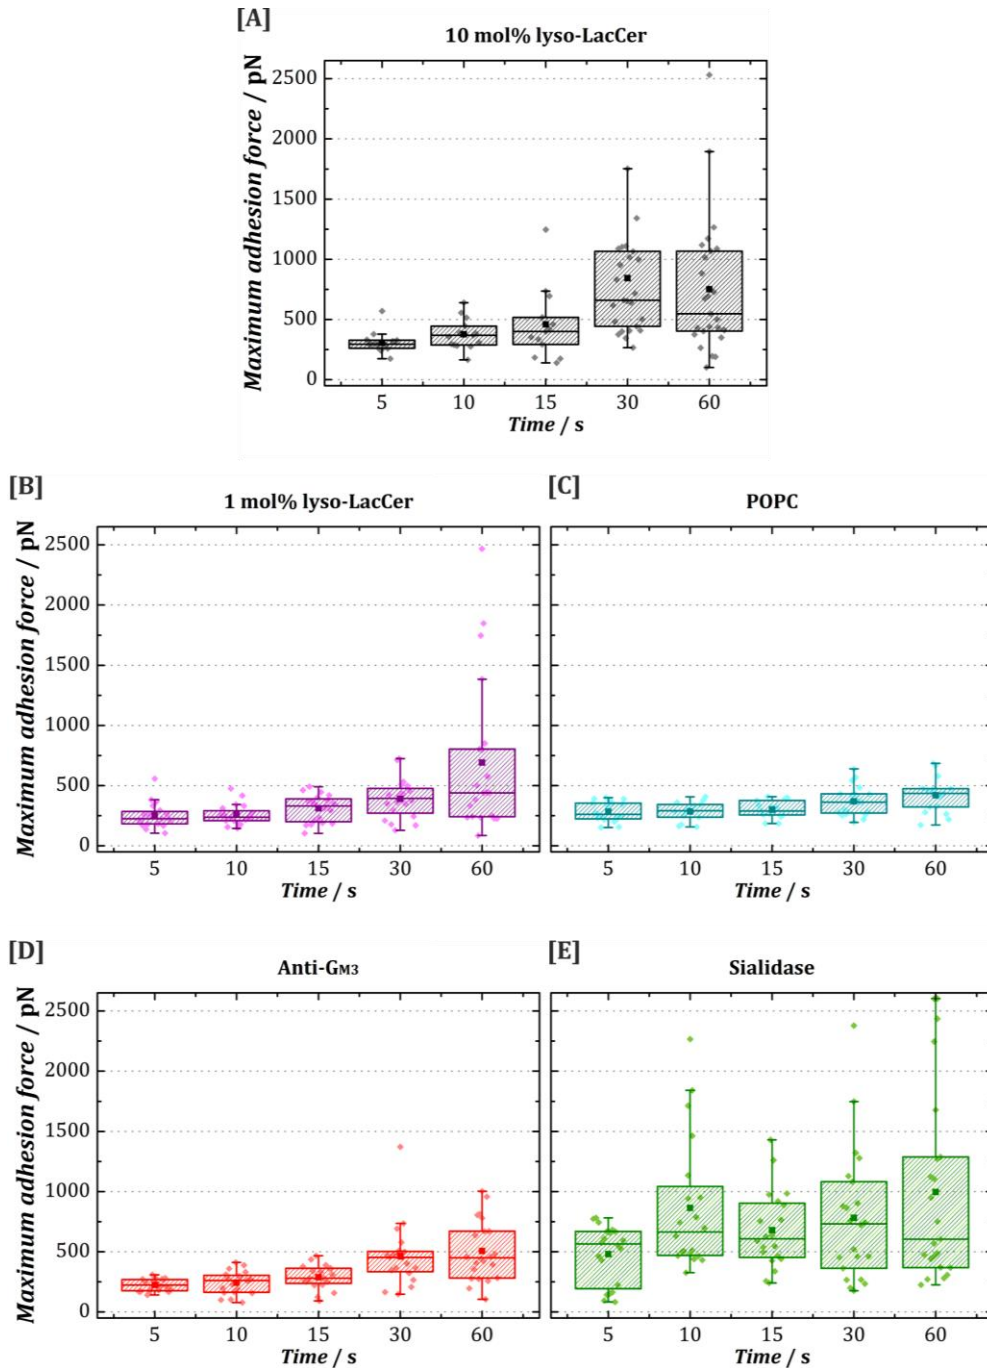 [A]
10 mol% lyso-LacCer
Maximum adhesion force / pN
2500
2000
1500
1000
500
0
5 10 15 30 60
Time / s
[B]
1 mol% lyso-LacCer
Maximum adhesion force / pN
2500
2000
1500
1000
500
0
5 10 15 30 60
Time / s
[C]
POPC
5 10 15 30 60
Time / s
[D]
Anti-GM3
Maximum adhesion force / pN
2500
2000
1500
1000
500
0
5 10 15 30 60
Time / s
[E]
Sialidase
5 10 15 30 60
Time / s